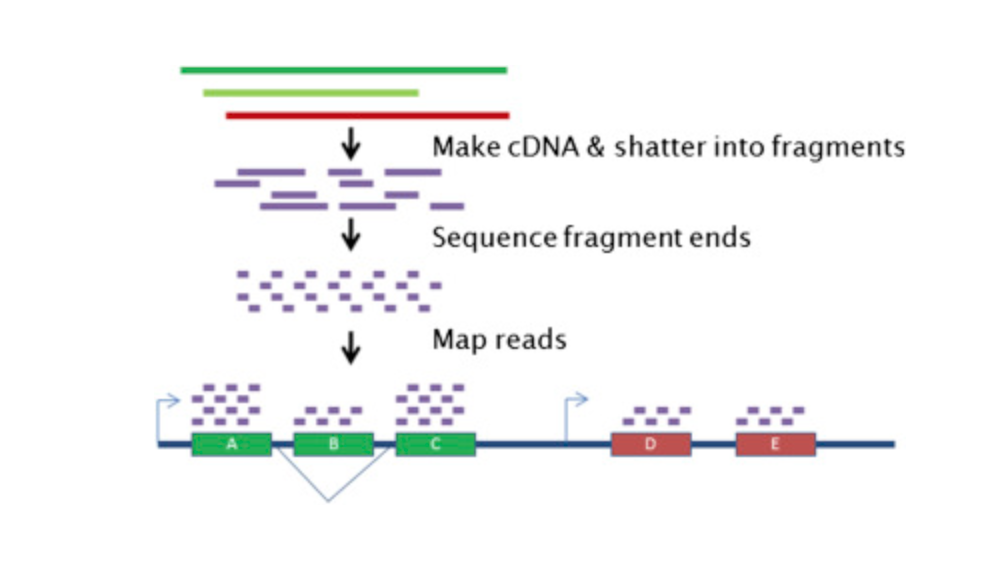 Make cDNA & shatter into fragments
Sequence fragment ends
Map reads
A B C D E